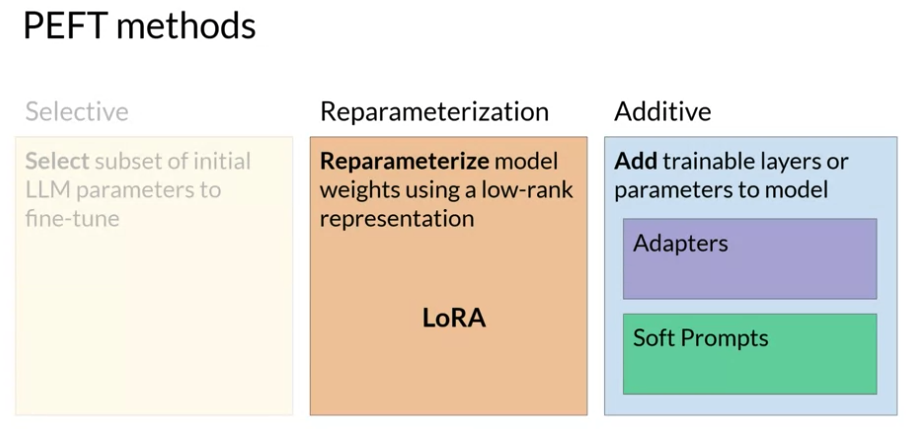 PEFT methods
Selective
Select subset of initial
LLM parameters to
fine-tune
Reparameterization
Reparameterize model
weights using a low-rank
representation
LoRA
Additive
Add trainable layers or
parameters to model
Adapters
Soft Prompts